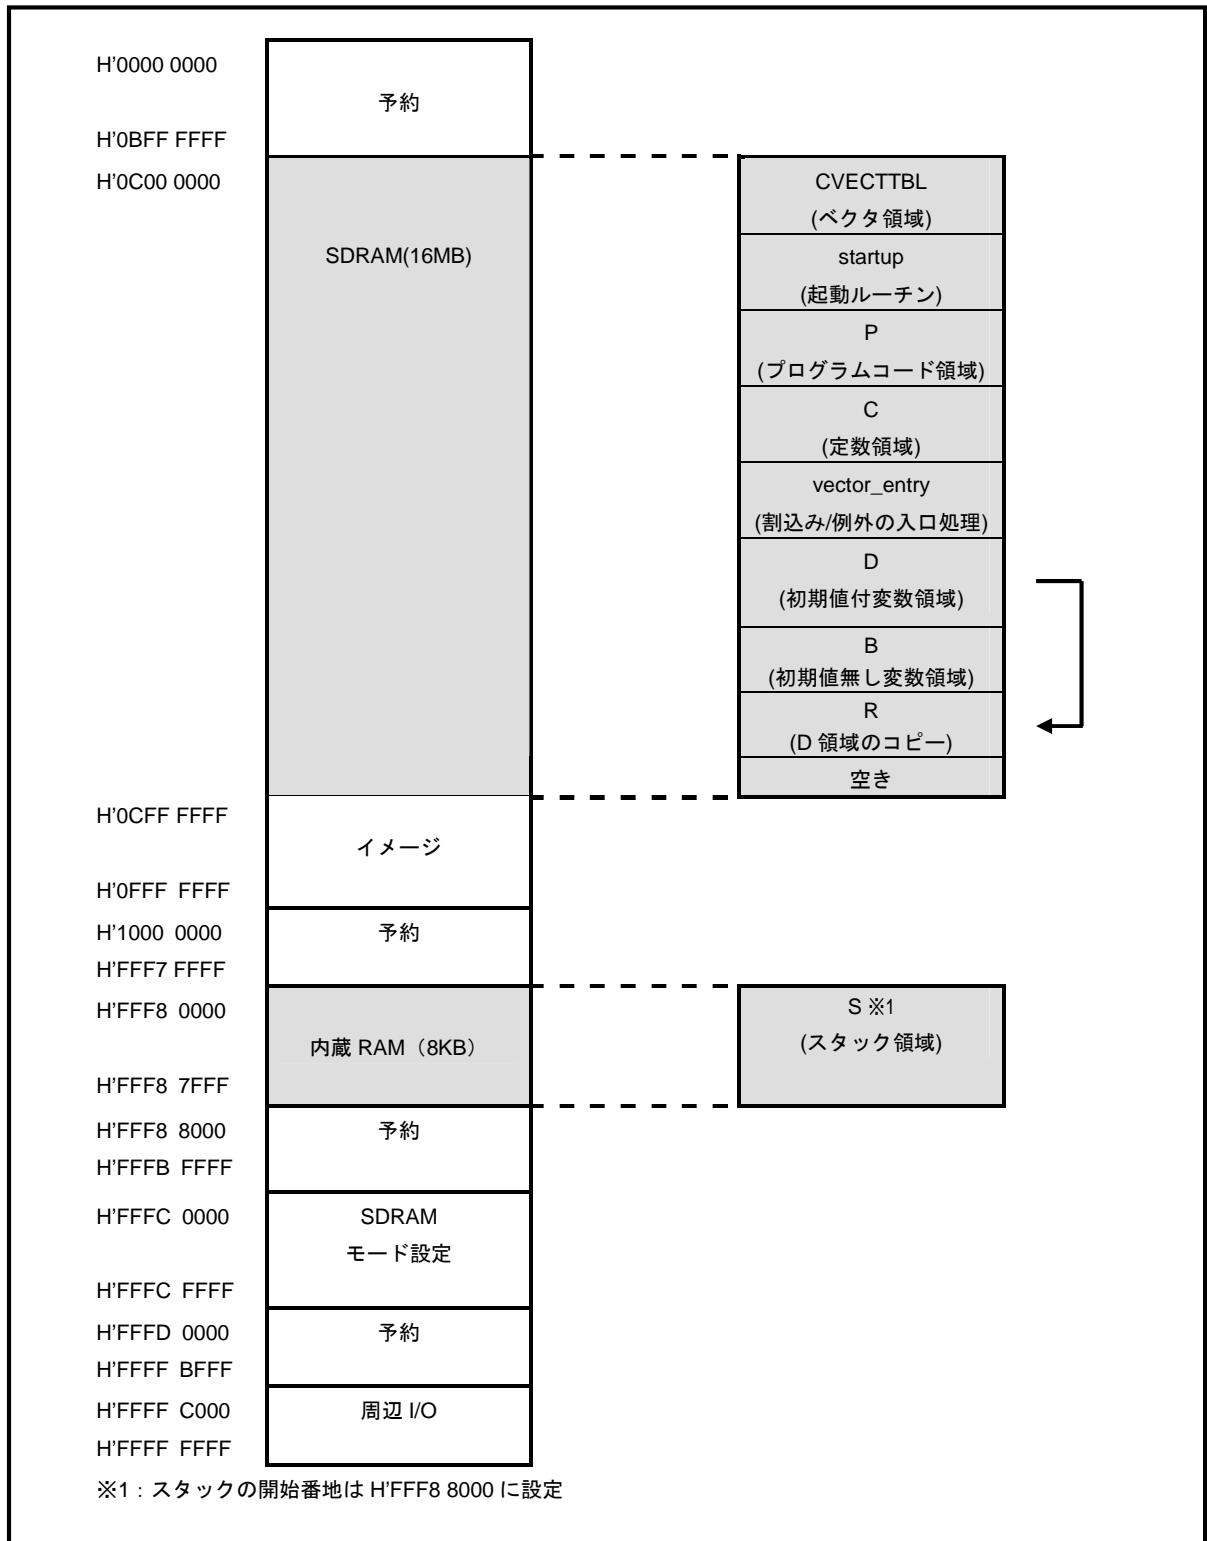 H'0000 0000
予約
H'0BFF FFFF
H'0C00 0000
SDRAM(16MB)
CVECTTBL
(ベクタ領域)
startup
(起動ルーチン)
P
(プログラムコード領域)
C
(定数領域)
vector_entry
(割込み/例外の入口処理)
D
(初期値付変数領域)
B
(初期値無し変数領域)
R
(D 領域のコピー)
空き
H'0CFF FFFF
イメージ
H'0FFF FFFF
H'1000 0000
予約
H'FFF7 FFFF
H'FFF8 0000
内蔵 RAM（8KB）
S ※1
(スタック領域)
H'FFF8 7FFF
H'FFF8 8000
予約
H'FFFB FFFF
H'FFFC 0000
SDRAM
モード設定
H'FFFC FFFF
H'FFFD 0000
予約
H'FFFF BFFF
H'FFFF C000
周辺 I/O
H'FFFF FFFF
※1：スタックの開始番地は H'FFF8 8000 に設定